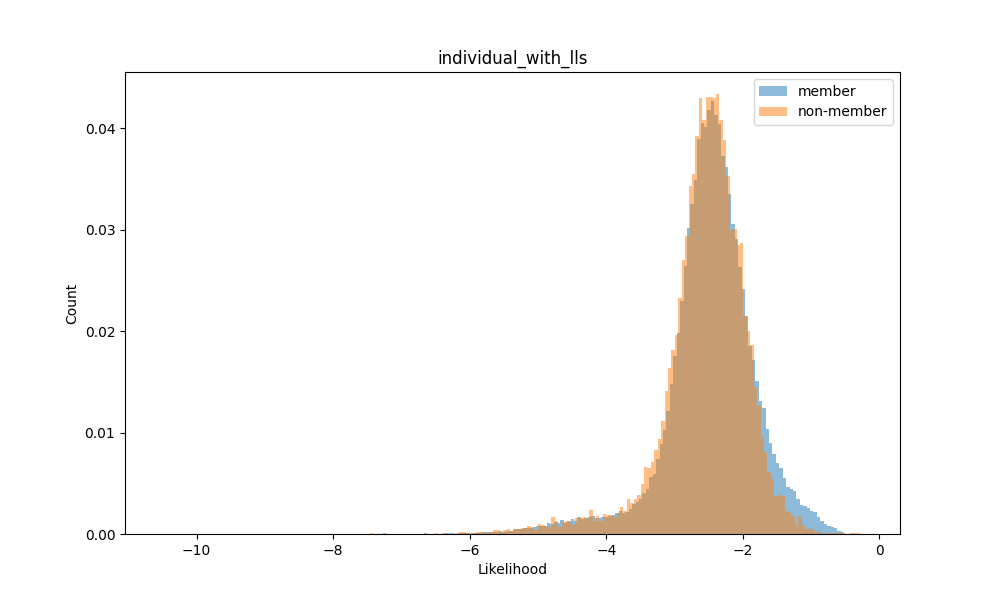 individual_with_lls
member
non-member
Count
0.04
0.03
0.02
0.01
0.00
−10
−8
−6
−4
−2
0
Likelihood